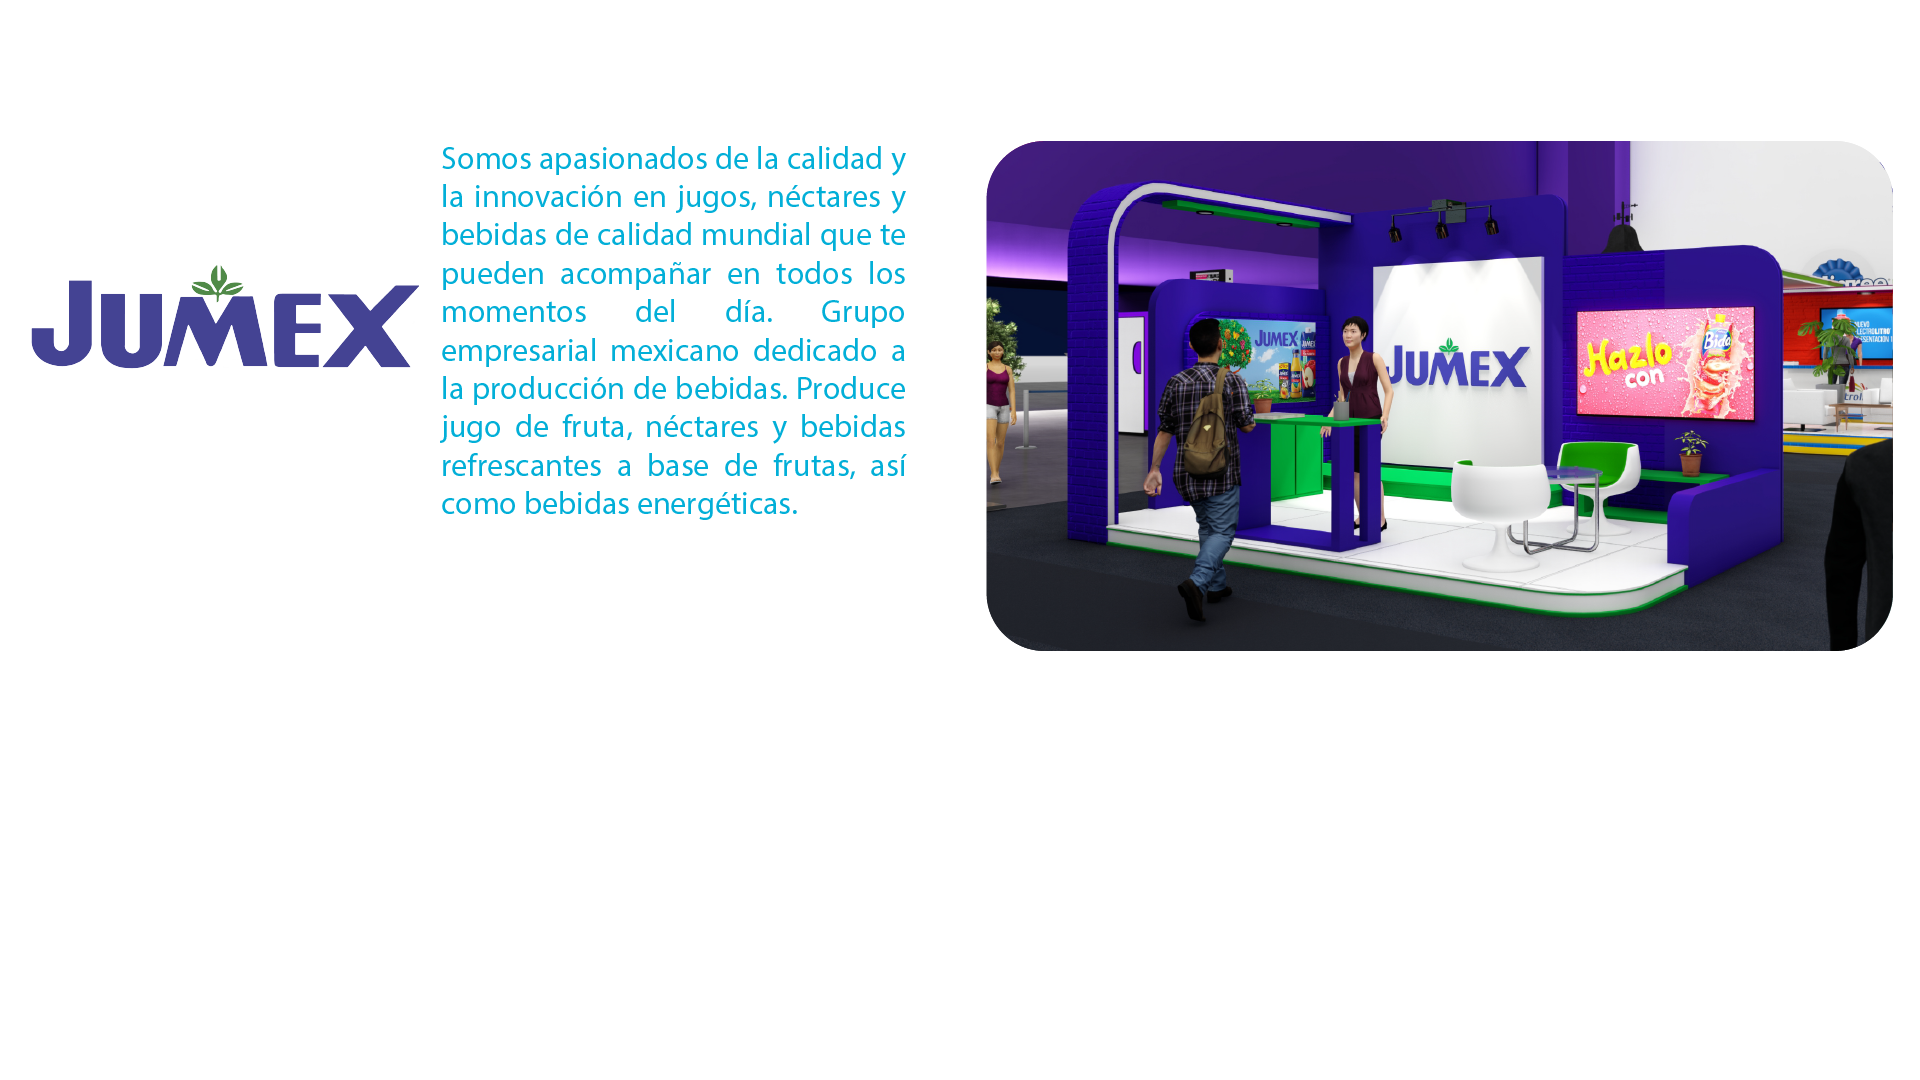 JUMEX
Somos apasionados de la calidad y
la innovación en jugos, néctares y
bebidas de calidad mundial que te
pueden acompañar en todos los
momentos del día. Grupo
empresarial mexicano dedicado a
la producción de bebidas. Produce
jugo de fruta, néctares y bebidas
refrescantes a base de frutas, así
como bebidas energéticas.
JUMEX
JUMEX
Hazlo
con
Bida